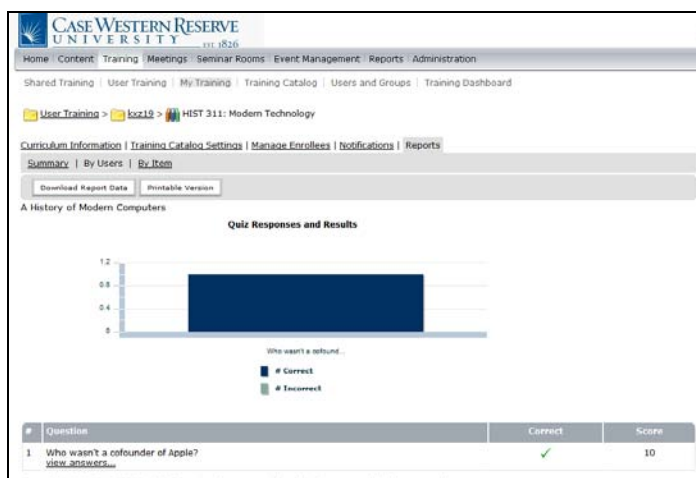 CASE WESTERN RESERVE
UNIVERSITY EST. 1826
Home Content Training Meetings Seminar Rooms Event Management Reports Administration
Shared Training | User Training | My Training | Training Catalog | Users and Groups | Training Dashboard
User Training > kxz19 > HIST 311: Modern Technology
Curriculum Information | Training Catalog Settings | Manage Enrollees | Notifications | Reports
Summary | By Users | By Item
Download Report Data Printable Version
A History of Modern Computers
Quiz Responses and Results
1.2
0.8
0.4
0
Who wasn't a cofound...
# Correct
# Incorrect
# Question Correct Score
1 Who wasn't a cofounder of Apple? ✓ 10
view answers...